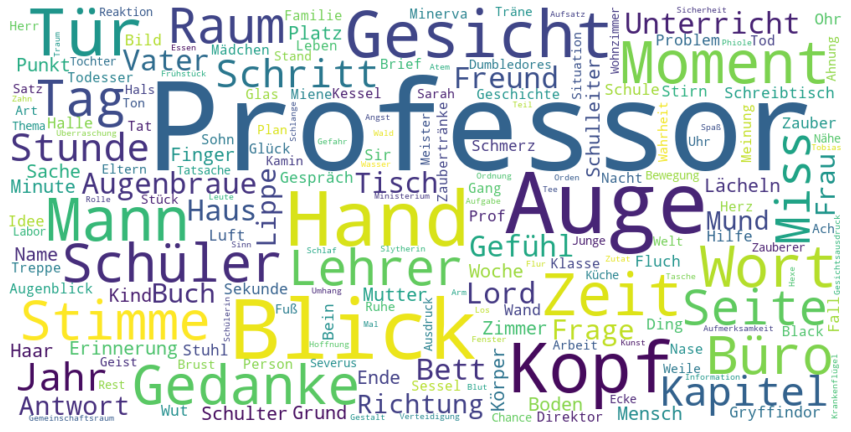 Professor
Blick
Auge
Kopf
Hand
Gesicht
Moment
Tür
Raum
Tag
Zeit
Wort
Mann
Schüler
Lehrer
Stimme
Gedanke
Büro
Seite
Kapitel
Miss
Jahr
Unterricht
Schritt
Freund
Stunde
Vater
Augenbraue
Haus
Lippe
Tisch
Gefühl
Lord
Frage
Bett
Richtung
Antwort
Buch
Frau
Mund
Name
Kind
Erinnerung
Haar
Schulter
Grund
Ende
Körper
Zimmer
Mutter
Woche
Boden
Mensch
Gryffindor
Direktor
Chance
Ecke
Arbeit
Kunst
Nase
Weile
Black
Fall
Aufmerksamkeit
Information
Krankenflügel
Gesichtsausdruck
Tasche
Hexe
Ding
Wand
Küche
Zutat
Flur
Fluch
Welt
Klasse
Junge
Gang
Prof
Hilfe
Zauberer
Ach
Herz
Lächeln
Nähe
Tobias
Bewegung
Nacht
Tee
Orden
Ordnung
Aufgabe
Ministerium
Sir
Gespräch
Schmerz
Uhr
Meinung
Wahrheit
Spaß
Zauber
Schreibtisch
Stirn
Schule
Problem
Tod
Ahnung
Ohr
Phiole
Aufsatz
Sicherheit
Wohnzimmer
Situation
Schulleiter
Teil
Dumbledores
Geschichte
Sarah
Meister
Zaubertränke
Minerva
Träne
Familie
Platz
Leben
Brief
Stand
Miene
Kessel
Atem
Glas
Plan
Schlange
Angst
Wald
Gefahr
Wasser
Reaktion
Herr
Bild
Mädchen
Punkt
Tochter
Essen
Traum
Todesser
Frühstück
Satz
Hals
Zahn
Art
Ton
Thema
Halle
Überraschung
Tat
Sohn
Glück
Finger
Kamin
Tatsache
Sache
Eltern
Minute
Rolle
Stück
Leute
Idee
Labor
Luft
Sinn
Schlaf
Slytherin
Treppe
Augenblick
Sekunde
Fuß
Bein
Ruhe
Umhang
Mal
Ausdruck
Arm
Los
Fenster
Schülerin
Hoffnung
Geist
Stuhl
Brust
Person
Severus
Sessel
Blut
Rest
Wut
Gemeinschaftsraum
Gestalt
Verteidigung